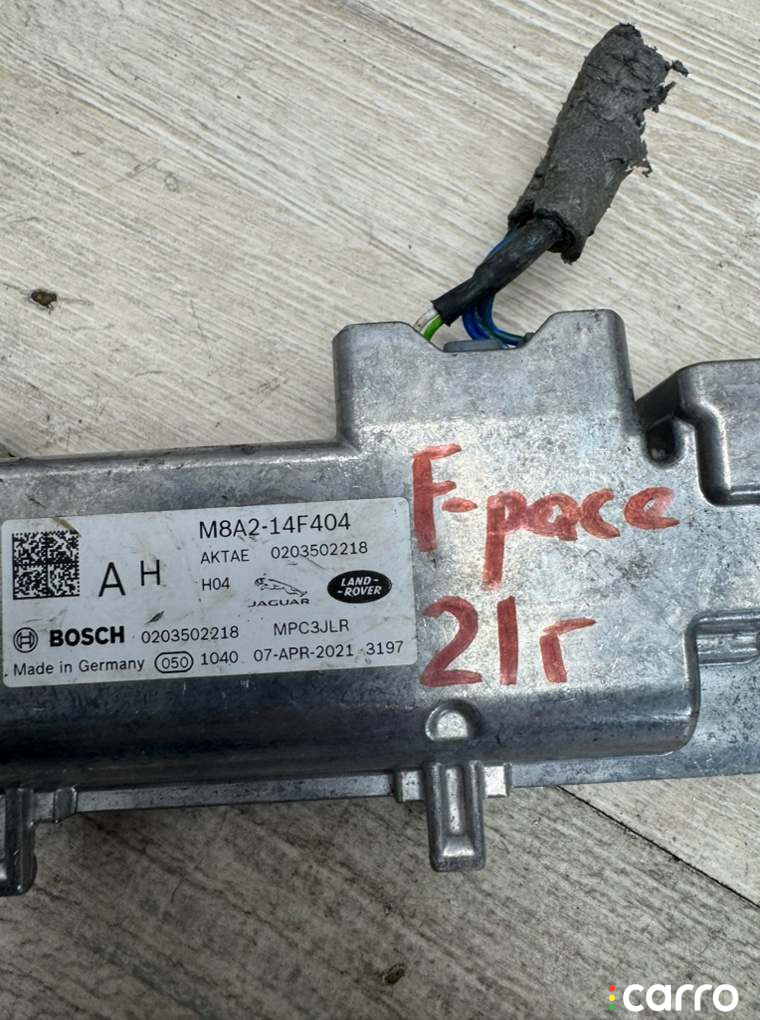 F-pace
21г
M8A2-14F404
AKTAE 0203502218
A H
H04
JAGUAR
LAND-
-ROVER
BOSCH 0203502218 MPC3JLR
Made in Germany 050 1040 07-APR-2021 3197
carro